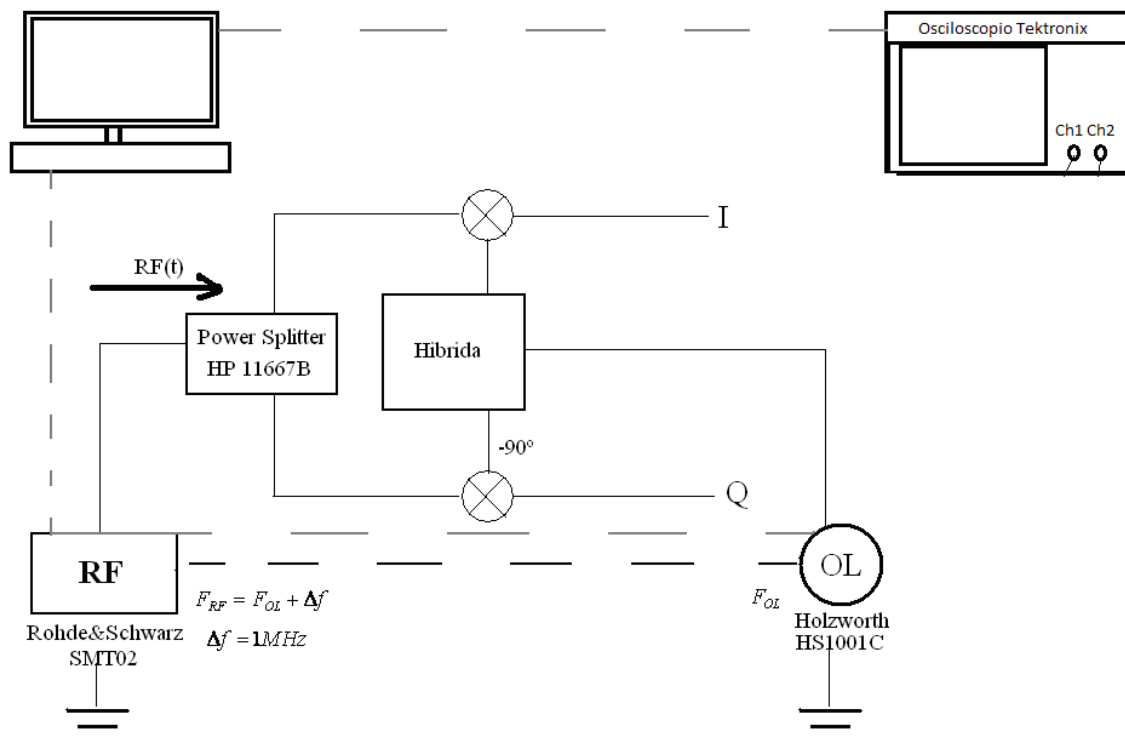 Osciloscopio Tektronix
Ch1 Ch2
I
RF(t)
Power Splitter
HP 11667B
Hibrida
-90º
Q
RF
OL
F_RF = F_OL + Δf
F_OL
Δf = 1MHz
Rohde&Schwarz
SMT02
Holzworth
HS1001C